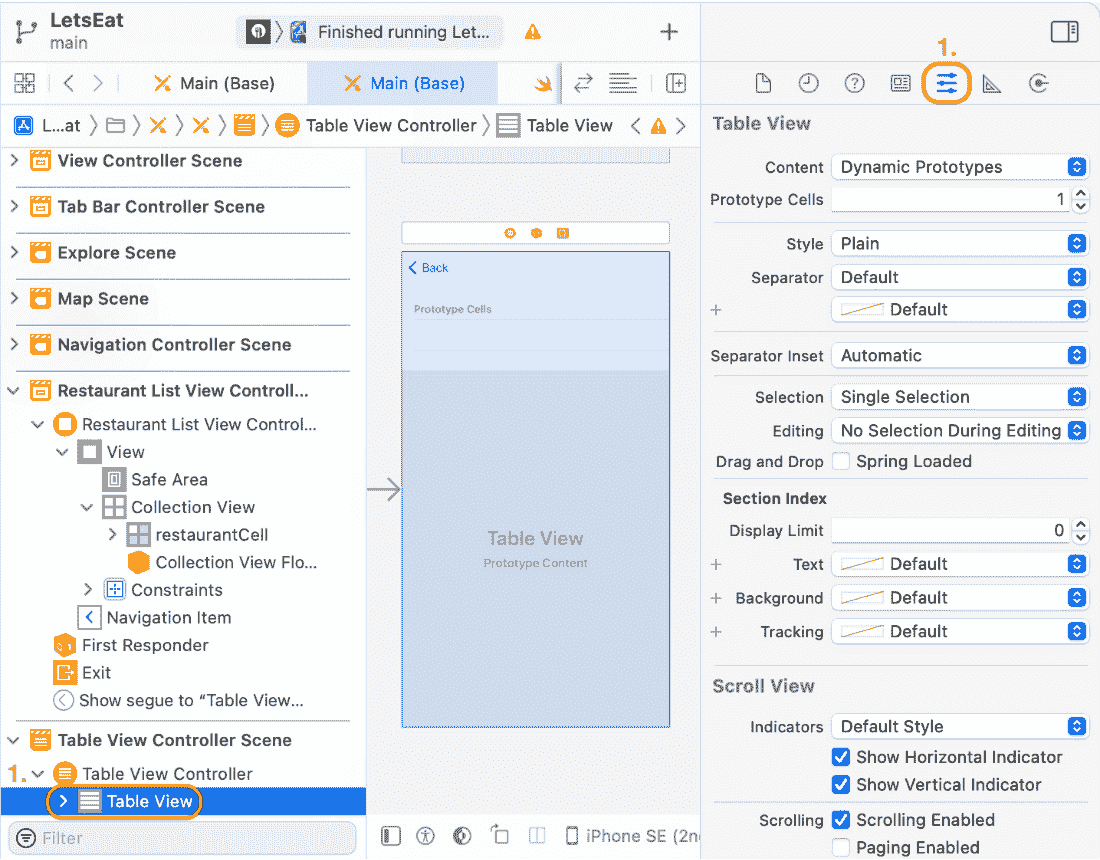 LetsEat
main
Finished running Let...
Main (Base)
Main (Base)
1.
L...at
Table View Controller
Table View
View Controller Scene
Tab Bar Controller Scene
Explore Scene
Map Scene
Navigation Controller Scene
Restaurant List View Controll...
Restaurant List View Control...
View
Safe Area
Collection View
restaurantCell
Collection View Flo...
Constraints
Navigation Item
First Responder
Exit
Show segue to “Table View...
Table View Controller Scene
1.
Table View Controller
Table View
Filter
Back
Prototype Cells
Table View
Prototype Content
iPhone SE (2n
Table View
Content Dynamic Prototypes
Prototype Cells 1
Style Plain
Separator Default
Default
Separator Inset Automatic
Selection Single Selection
Editing No Selection During Editing
Drag and Drop Spring Loaded
Section Index
Display Limit 0
Text Default
Background Default
Tracking Default
Scroll View
Indicators Default Style
Show Horizontal Indicator
Show Vertical Indicator
Scrolling Scrolling Enabled
Paging Enabled